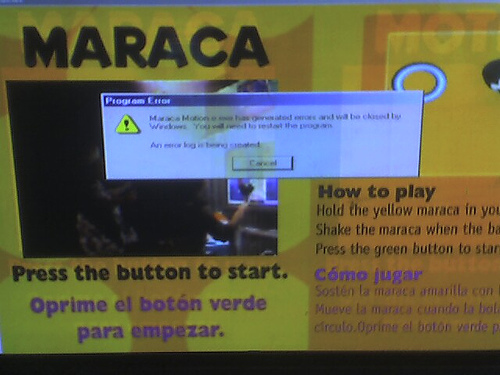 MARACA
MOT
Program Error
Maraca Motion.exe has generated errors and will be closed by
Windows. You will need to restart the program.
An error log is being created.
Cancel
How to play
Hold the yellow maraca in you
Shake the maraca when the ba
Press the green button to star
Press the button to start.
Cómo jugar
Oprime el botón verde
para empezar.
Sostén la maraca amarilla con
Mueve la maraca cuando la bola
círculo.Oprime el botón verde p